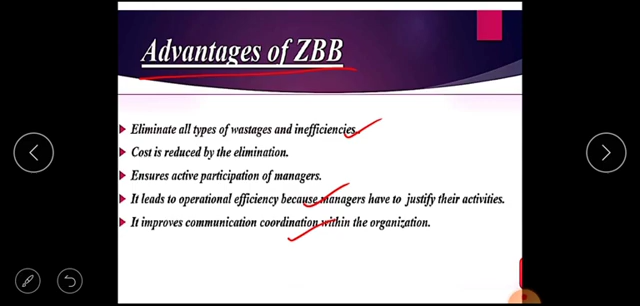 Advantages of ZBB
Eliminate all types of wastages and inefficiencies.
Cost is reduced by the elimination.
Ensures active participation of managers.
It leads to operational efficiency because managers have to justify their activities.
It improves communication coordination within the organization.